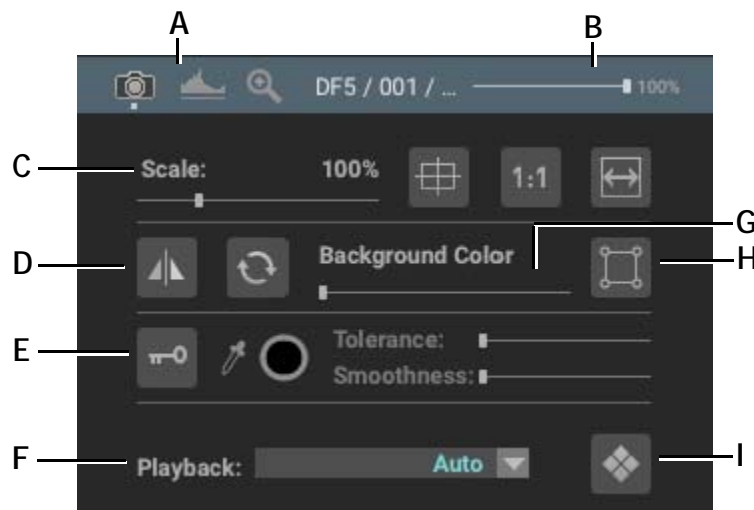 A
B
DF5 / 001 / ... 100%
C
Scale: 100% 1:1
G
D
Background Color
H
E
Tolerance:
Smoothness:
F
Playback: Auto
I